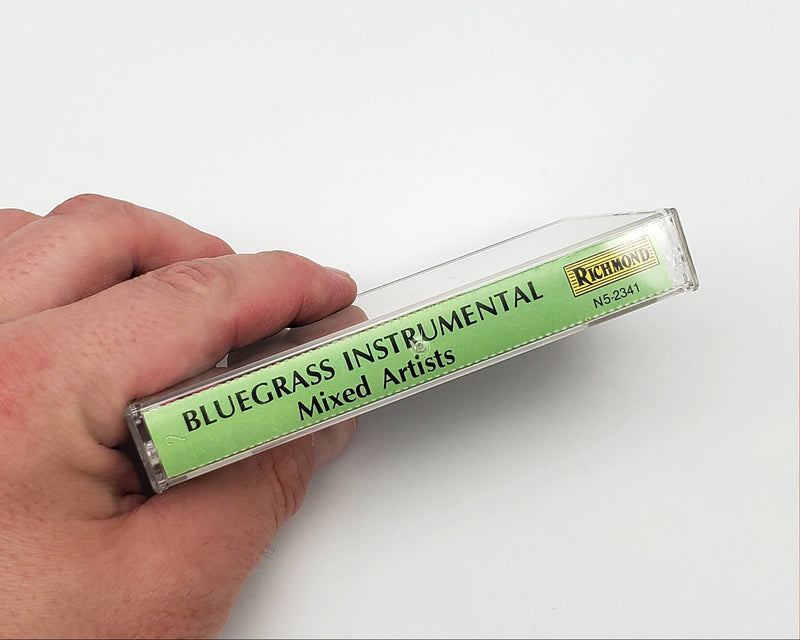 BLUEGRASS INSTRUMENTAL
Mixed Artists
RICHMOND
N5-2341